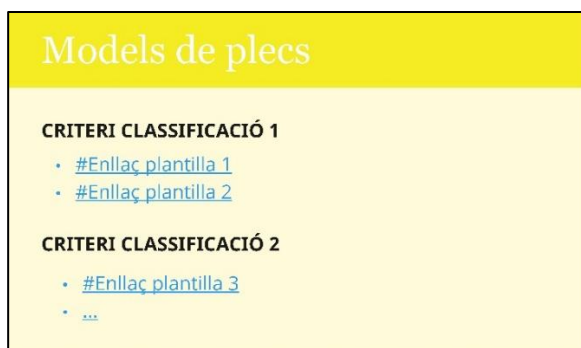 Models de plecs
CRITERI CLASSIFICACIÓ 1
• #Enllaç plantilla 1
• #Enllaç plantilla 2
CRITERI CLASSIFICACIÓ 2
• #Enllaç plantilla 3
• ...